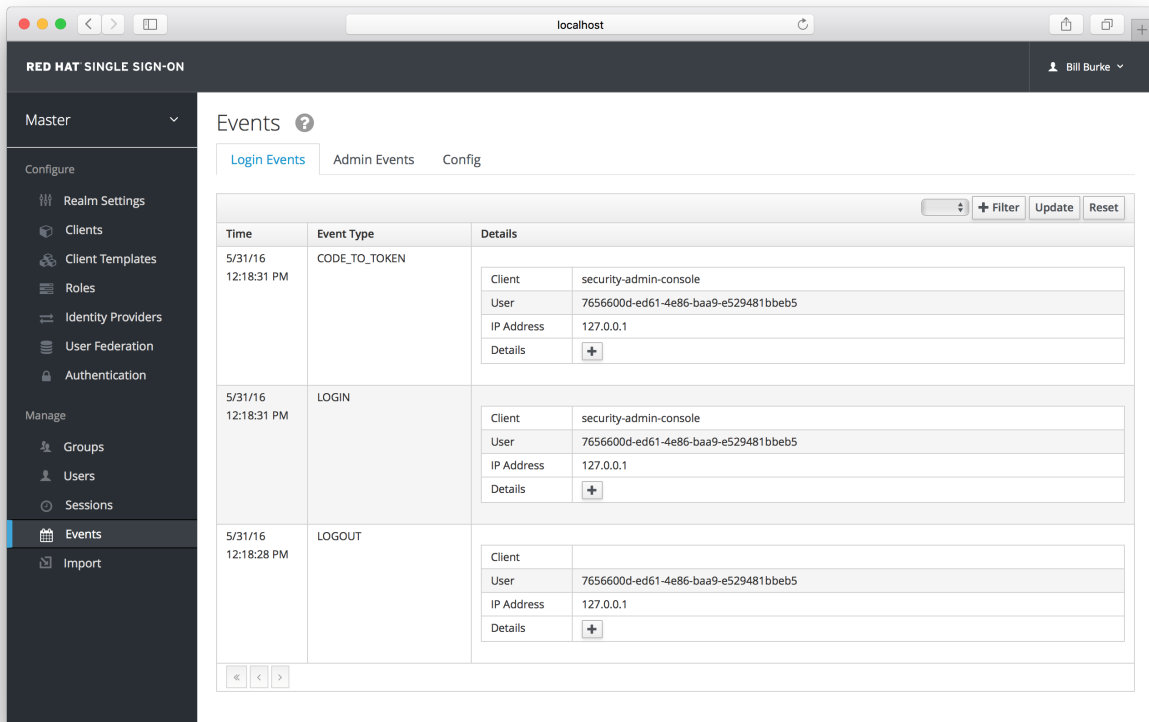 localhost
RED HAT SINGLE SIGN-ON
Bill Burke
Master
Configure
Realm Settings
Clients
Client Templates
Roles
Identity Providers
User Federation
Authentication
Manage
Groups
Users
Sessions
Events
Import
Events ?
Login Events Admin Events Config
+ Filter Update Reset
Time Event Type Details
5/31/16 CODE_TO_TOKEN
12:18:31 PM
Client security-admin-console
User 7656600d-ed61-4e86-baa9-e529481bbeb5
IP Address 127.0.0.1
Details +
5/31/16 LOGIN
12:18:31 PM
Client security-admin-console
User 7656600d-ed61-4e86-baa9-e529481bbeb5
IP Address 127.0.0.1
Details +
5/31/16 LOGOUT
12:18:28 PM
Client
User 7656600d-ed61-4e86-baa9-e529481bbeb5
IP Address 127.0.0.1
Details +
« ‹ ›